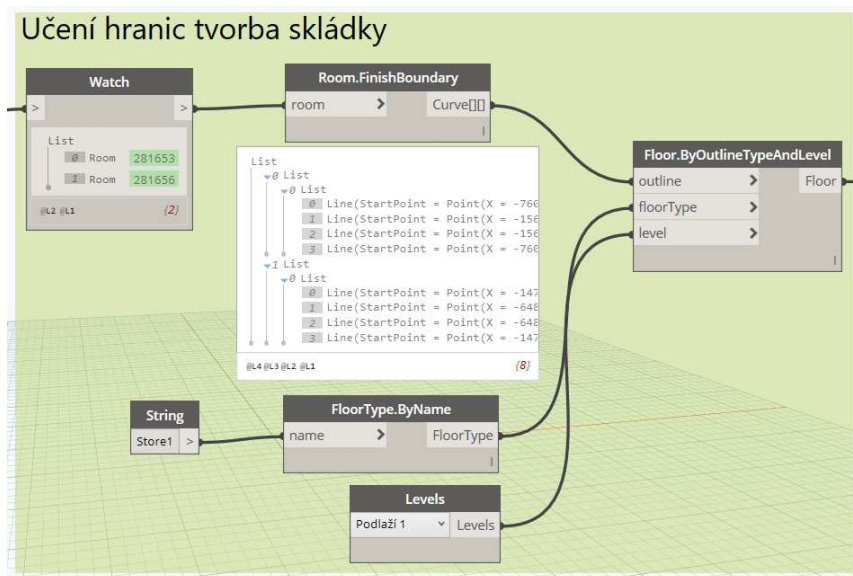 Učení hranic tvorba skládky
Watch
> >
List
0 Room 281653
1 Room 281656
@L2 @L1 {2}
Room.FinishBoundary
room > Curve[][]
|
List
0 List
0 List
0 Line(StartPoint = Point(X = -760
1 Line(StartPoint = Point(X = -156
2 Line(StartPoint = Point(X = -156
3 Line(StartPoint = Point(X = -760
1 List
0 List
0 Line(StartPoint = Point(X = -147
1 Line(StartPoint = Point(X = -648
2 Line(StartPoint = Point(X = -648
3 Line(StartPoint = Point(X = -147
@L4 @L3 @L2 @L1 {8}
Floor.ByOutlineTypeAndLevel
outline > Floor
floorType >
level >
|
String
Store1 >
FloorType.ByName
name > FloorType
|
Levels
Podlaží 1 Levels